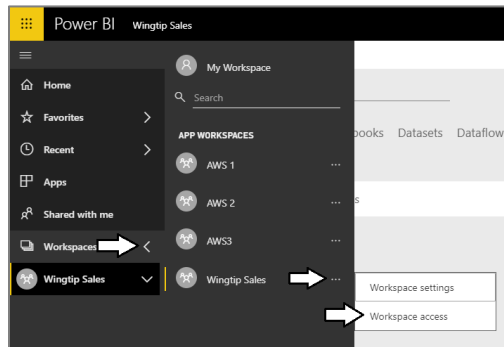 Power BI Wingtip Sales
Home
Favorites
Recent
Apps
Shared with me
Workspaces
Wingtip Sales
My Workspace
Search
APP WORKSPACES
AWS 1
AWS 2
AWS3
Wingtip Sales
Datasets Dataflow
Workspace settings
Workspace access